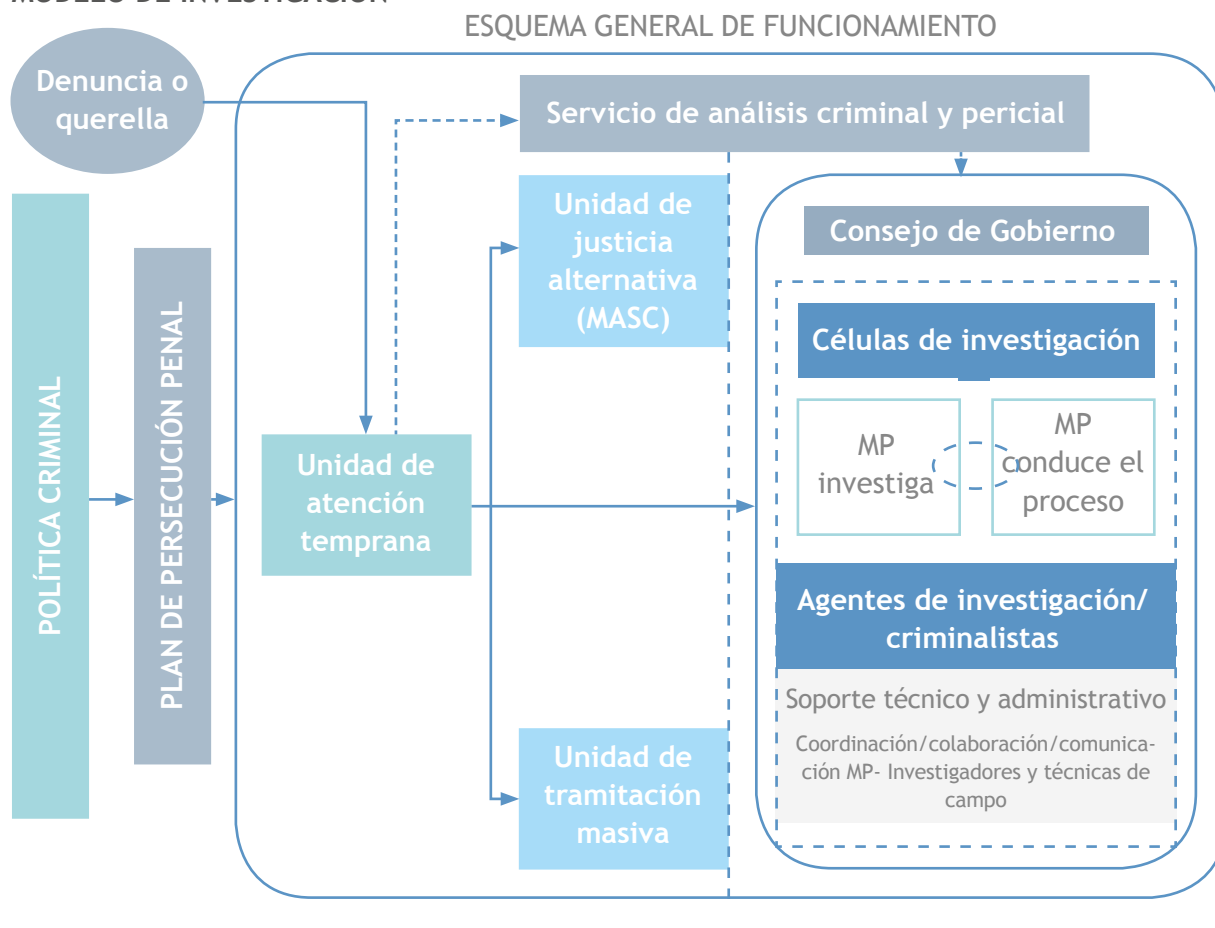 MODELO DE INVESTIGACIÓN
ESQUEMA GENERAL DE FUNCIONAMIENTO
Denuncia o
querella
POLÍTICA CRIMINAL
PLAN DE PERSECUCIÓN PENAL
Servicio de análisis criminal y pericial
Unidad de
atención
temprana
Unidad de
justicia
alternativa
(MASC)
Unidad de
tramitación
masiva
Consejo de Gobierno
Células de investigación
MP
investiga
MP
conduce el
proceso
Agentes de investigación/
criminalistas
Soporte técnico y administrativo
Coordinación/colaboración/comunica-
ción MP- Investigadores y técnicas de
campo